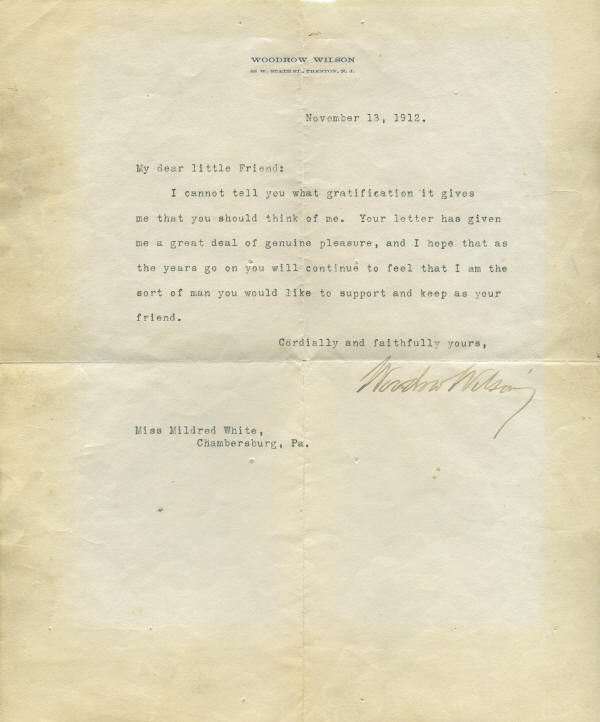 WOODROW WILSON
W. STATE ST., TRENTON, N. J.
November 13, 1912.
My dear little Friend:
I cannot tell you what gratification it gives
me that you should think of me. Your letter has given
me a great deal of genuine pleasure, and I hope that as
the years go on you will continue to feel that I am the
sort of man you would like to support and keep as your
friend.
Cordially and faithfully yours,
Woodrow Wilson
Miss Mildred White,
Chambersburg, Pa.